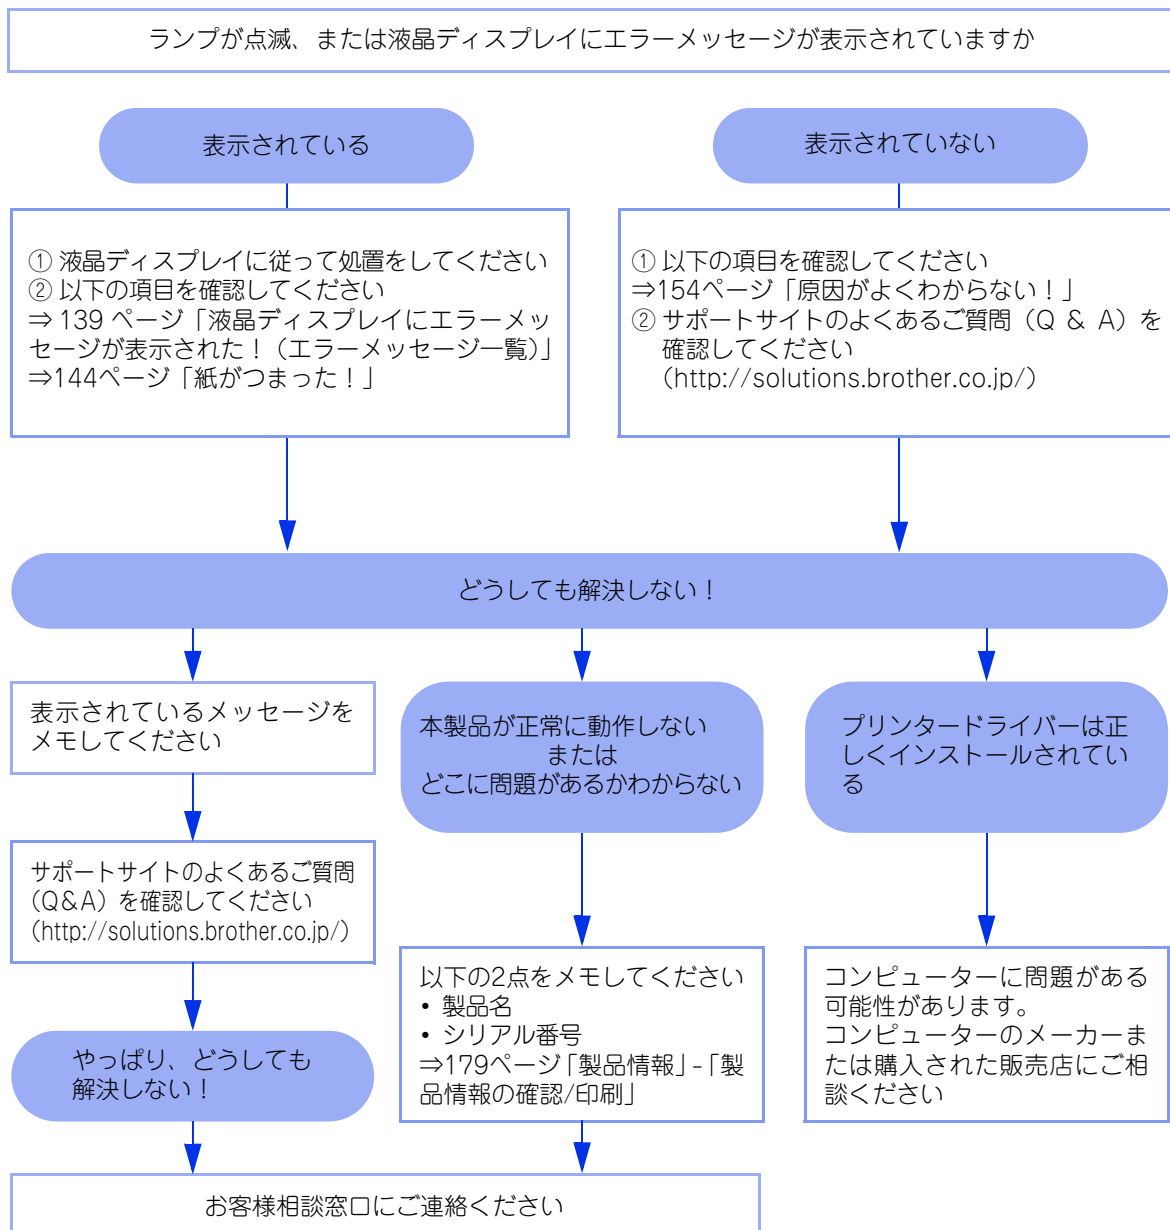 ランプが点滅、または液晶ディスプレイにエラーメッセージが表示されていますか
表示されている
表示されていない
① 液晶ディスプレイに従って処置をしてください
② 以下の項目を確認してください
⇒ 139 ページ「液晶ディスプレイにエラーメッ
セージが表示された！（エラーメッセージ一覧）」
⇒144ページ「紙がつまった！」
① 以下の項目を確認してください
⇒154ページ「原因がよくわからない！」
② サポートサイトのよくあるご質問（Q & A）を
確認してください
（http://solutions.brother.co.jp/）
どうしても解決しない！
表示されているメッセージを
メモしてください
サポートサイトのよくあるご質問
（Q&A）を確認してください
（http://solutions.brother.co.jp/）
やっぱり、どうしても
解決しない！
本製品が正常に動作しない
または
どこに問題があるかわからない
以下の2点をメモしてください
• 製品名
• シリアル番号
⇒179ページ「製品情報」-「製
品情報の確認/印刷」
プリンタードライバーは正
しくインストールされてい
る
コンピューターに問題がある
可能性があります。
コンピューターのメーカーま
たは購入された販売店にご相
談ください
お客様相談窓口にご連絡ください